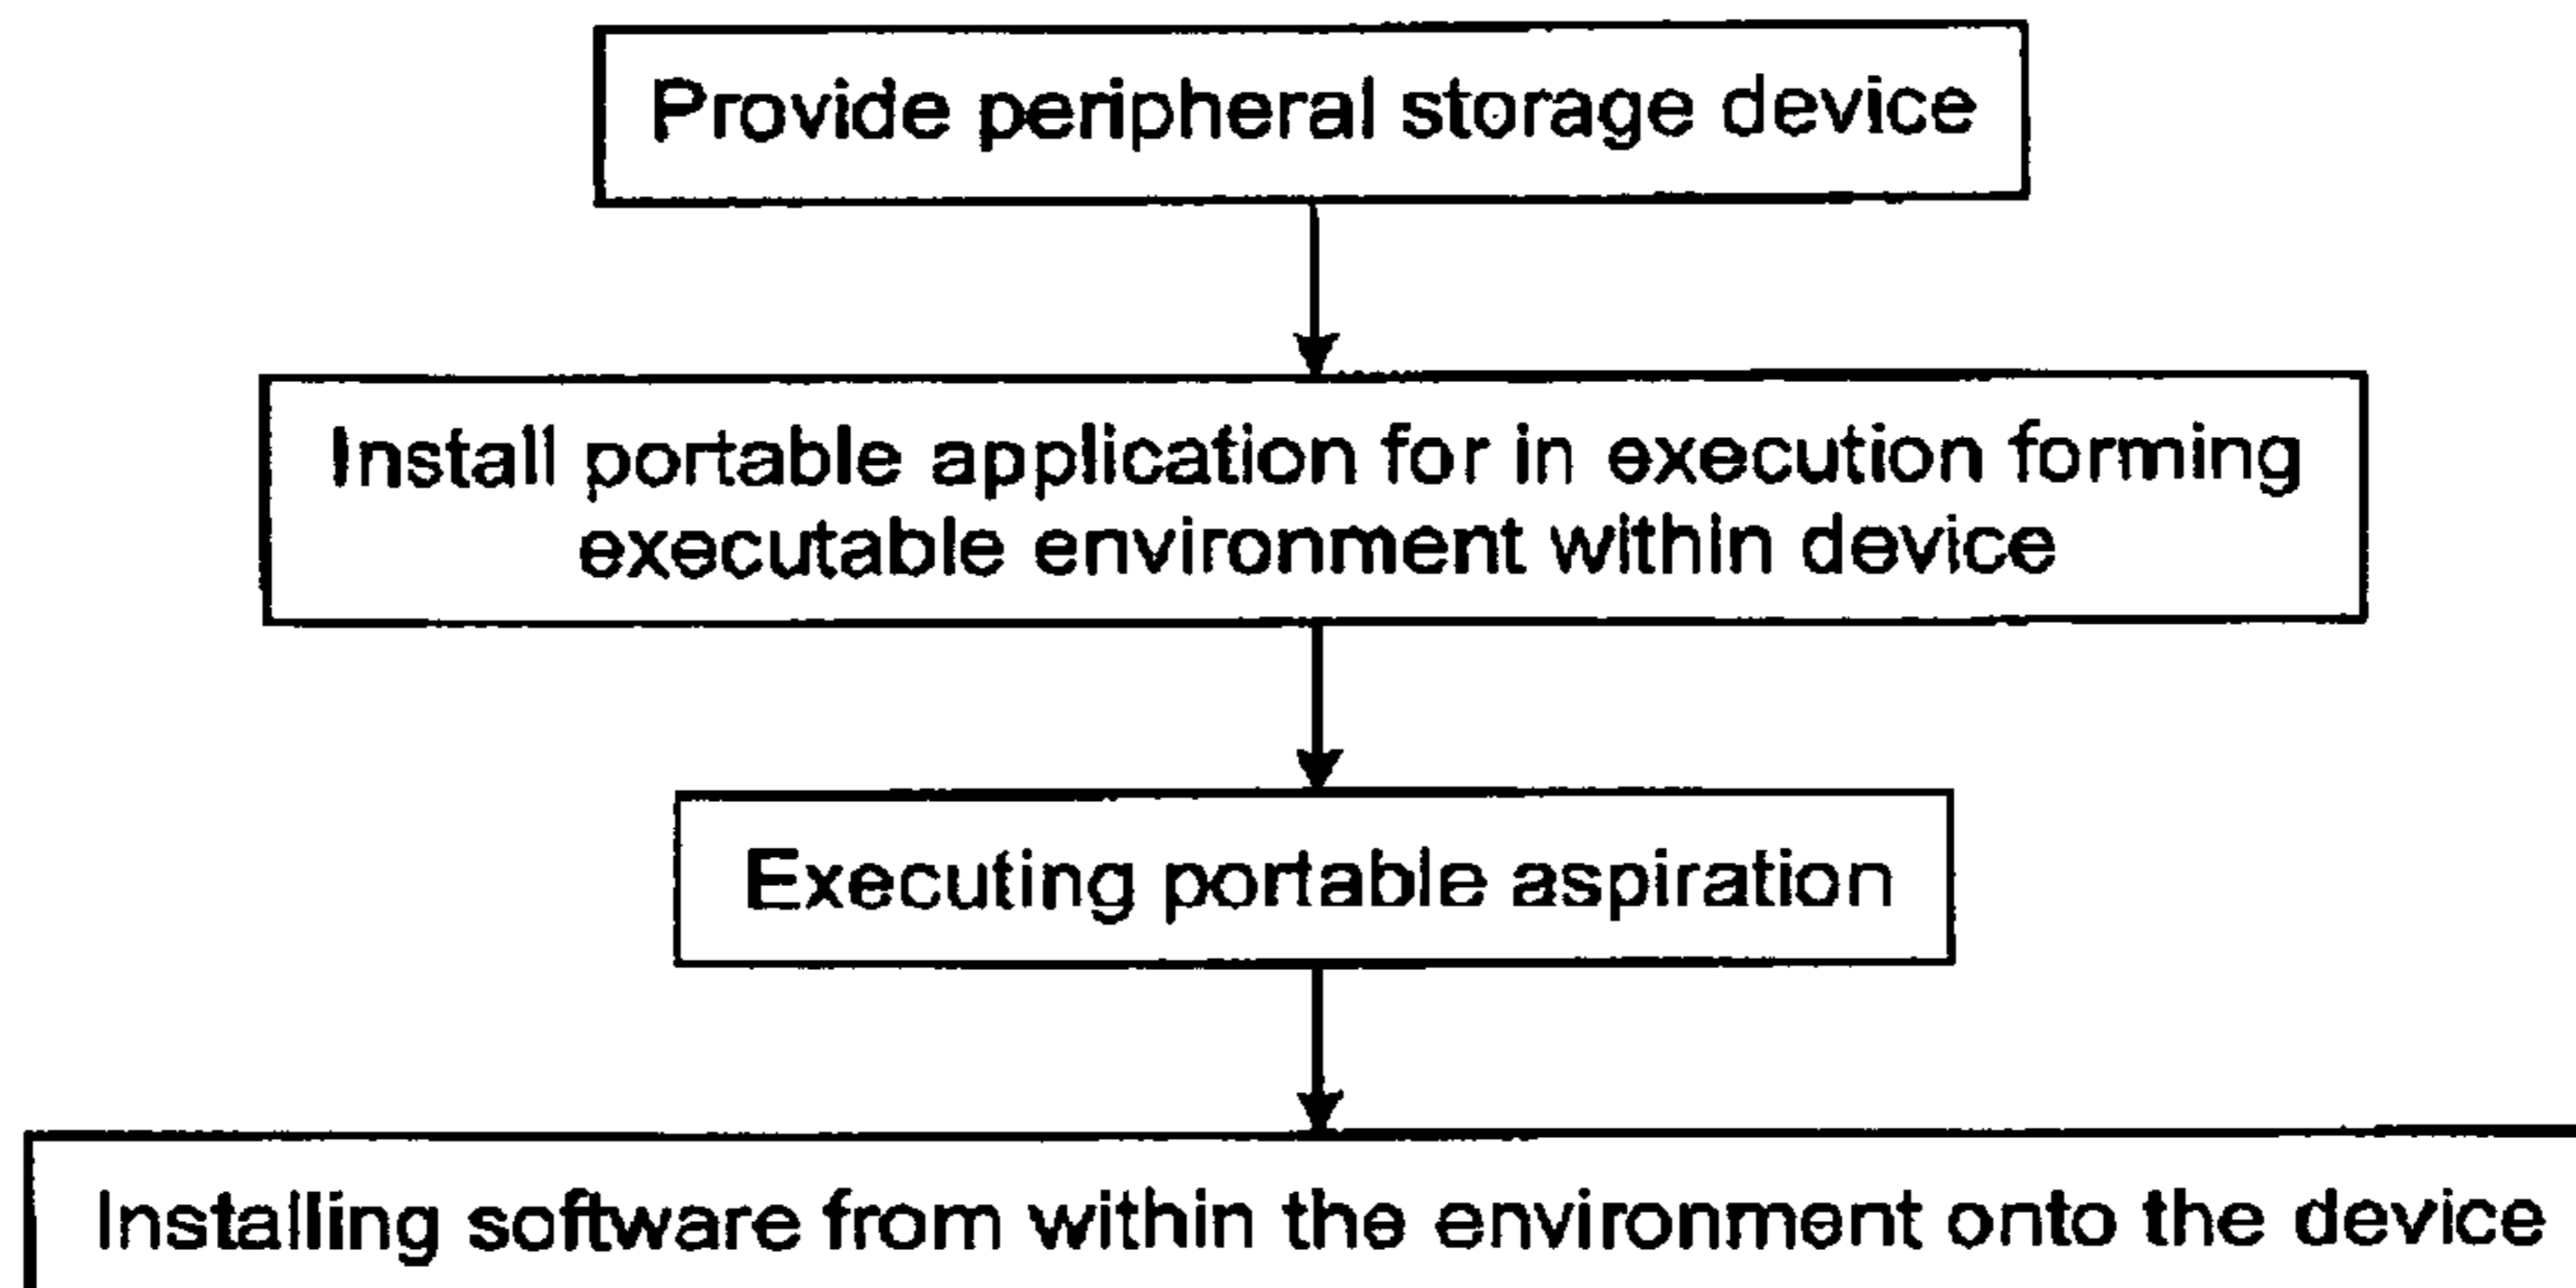 Provide peripheral storage device
Install portable application for in execution forming
executable environment within device
Executing portable aspiration
Installing software from within the environment onto the device